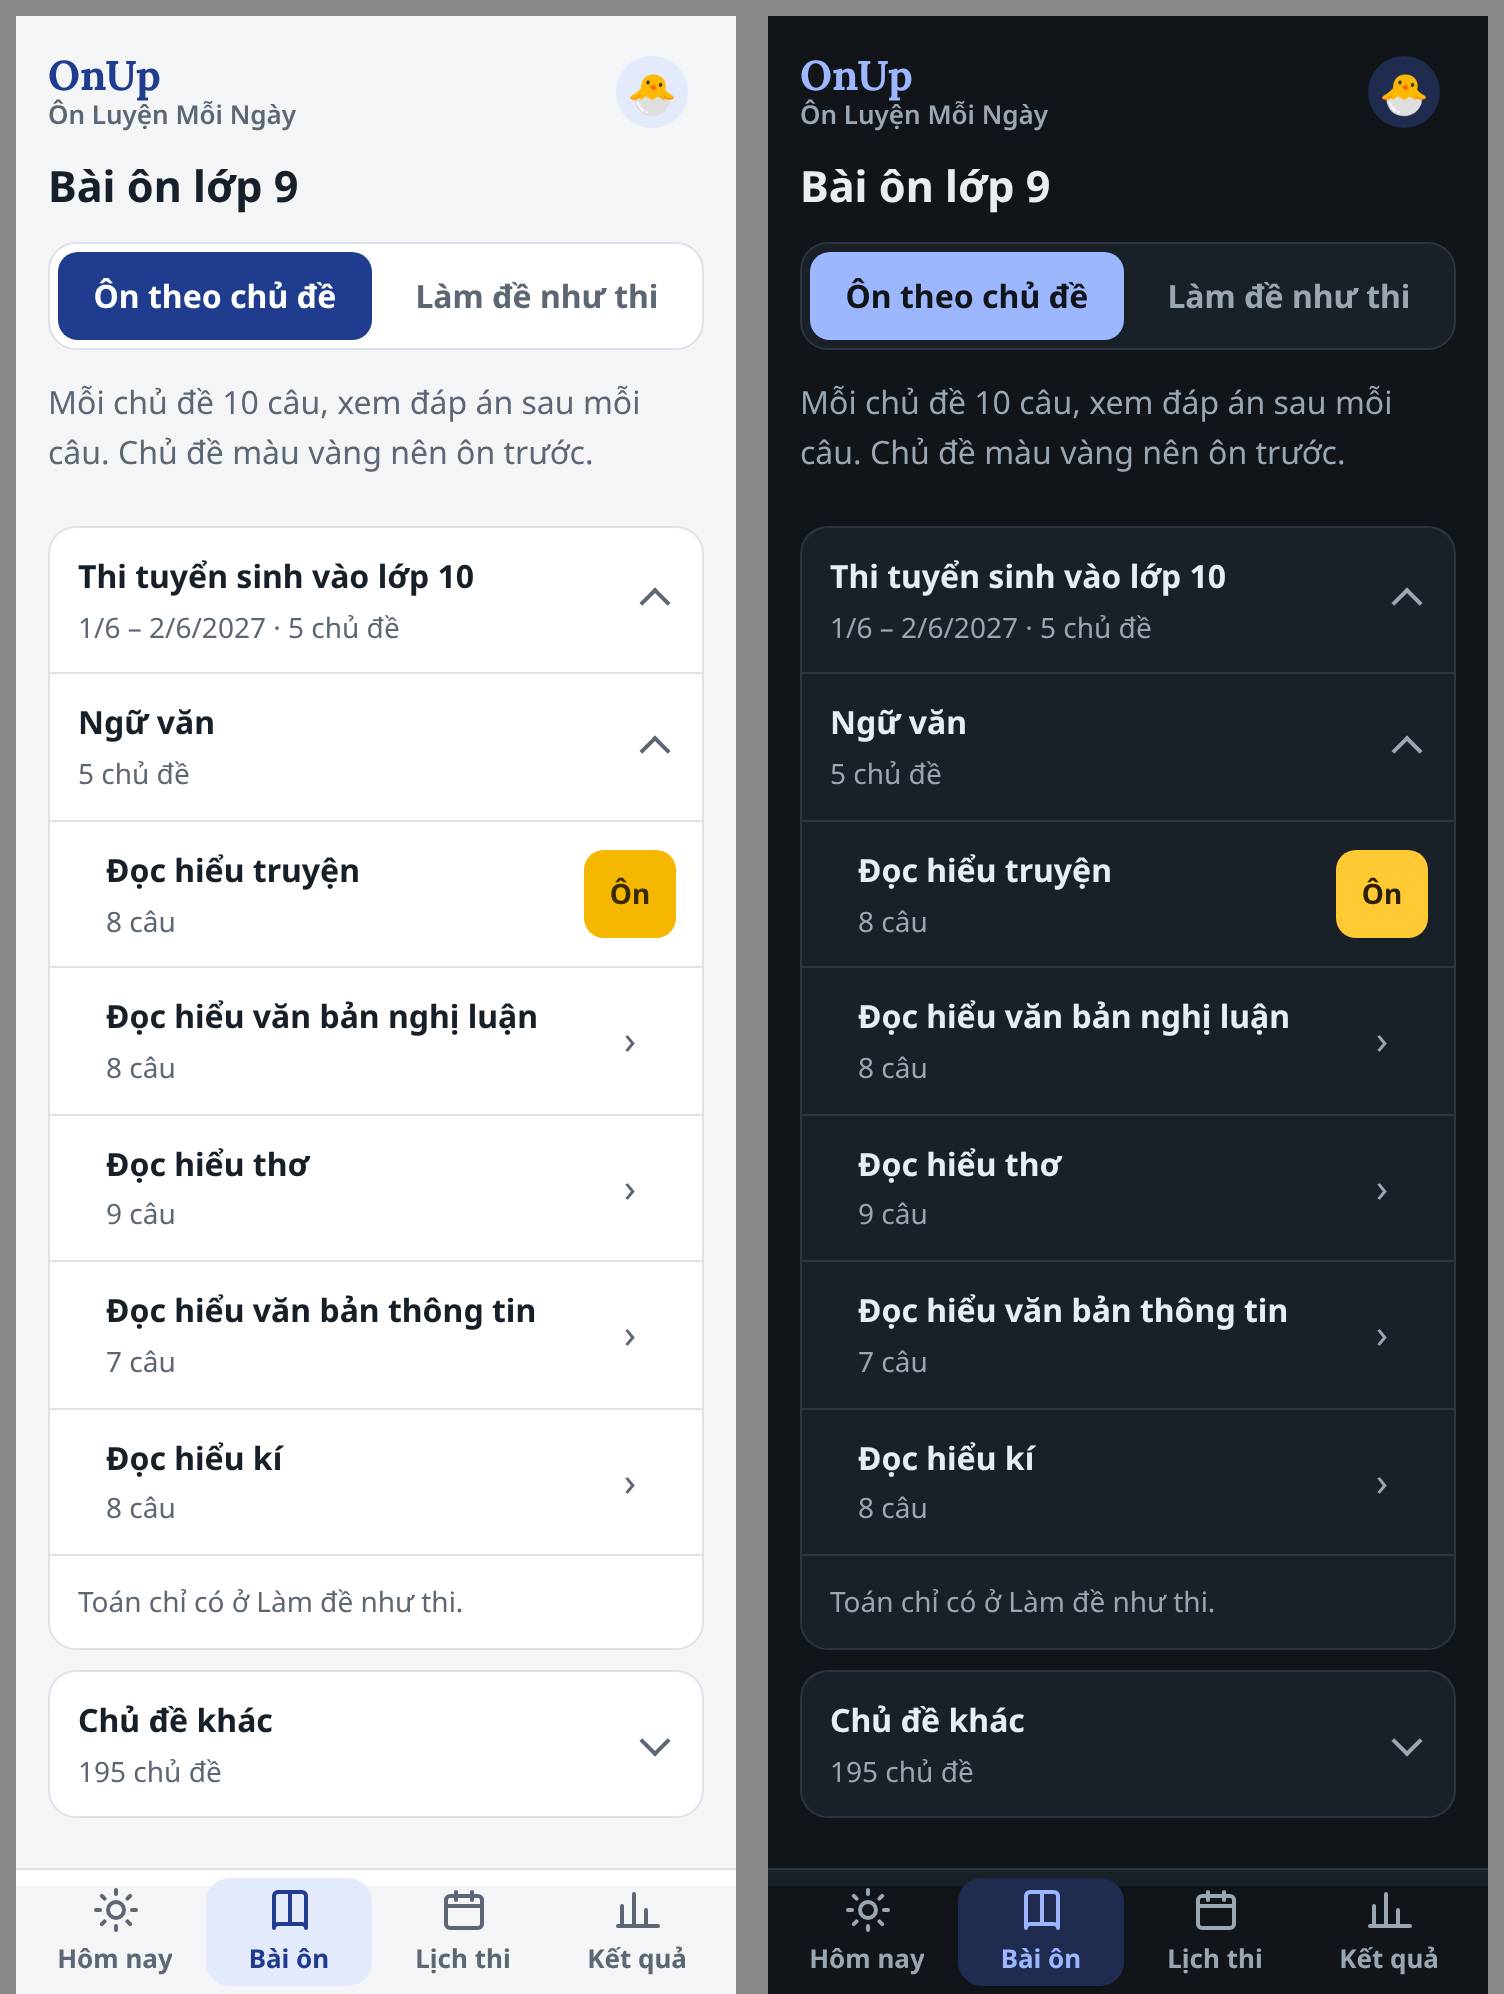 OnUp
Ôn Luyện Mỗi Ngày
Bài ôn lớp 9
Ôn theo chủ đề
Làm đề như thi
Mỗi chủ đề 10 câu, xem đáp án sau mỗi
câu. Chủ đề màu vàng nên ôn trước.
Thi tuyển sinh vào lớp 10
1/6 – 2/6/2027 · 5 chủ đề
Ngữ văn
5 chủ đề
Đọc hiểu truyện
8 câu
Ôn
Đọc hiểu văn bản nghị luận
8 câu
Đọc hiểu thơ
9 câu
Đọc hiểu văn bản thông tin
7 câu
Đọc hiểu kí
8 câu
Toán chỉ có ở Làm đề như thi.
Chủ đề khác
195 chủ đề
Hôm nay
Bài ôn
Lịch thi
Kết quả
OnUp
Ôn Luyện Mỗi Ngày
Bài ôn lớp 9
Ôn theo chủ đề
Làm đề như thi
Mỗi chủ đề 10 câu, xem đáp án sau mỗi
câu. Chủ đề màu vàng nên ôn trước.
Thi tuyển sinh vào lớp 10
1/6 – 2/6/2027 · 5 chủ đề
Ngữ văn
5 chủ đề
Đọc hiểu truyện
8 câu
Ôn
Đọc hiểu văn bản nghị luận
8 câu
Đọc hiểu thơ
9 câu
Đọc hiểu văn bản thông tin
7 câu
Đọc hiểu kí
8 câu
Toán chỉ có ở Làm đề như thi.
Chủ đề khác
195 chủ đề
Hôm nay
Bài ôn
Lịch thi
Kết quả